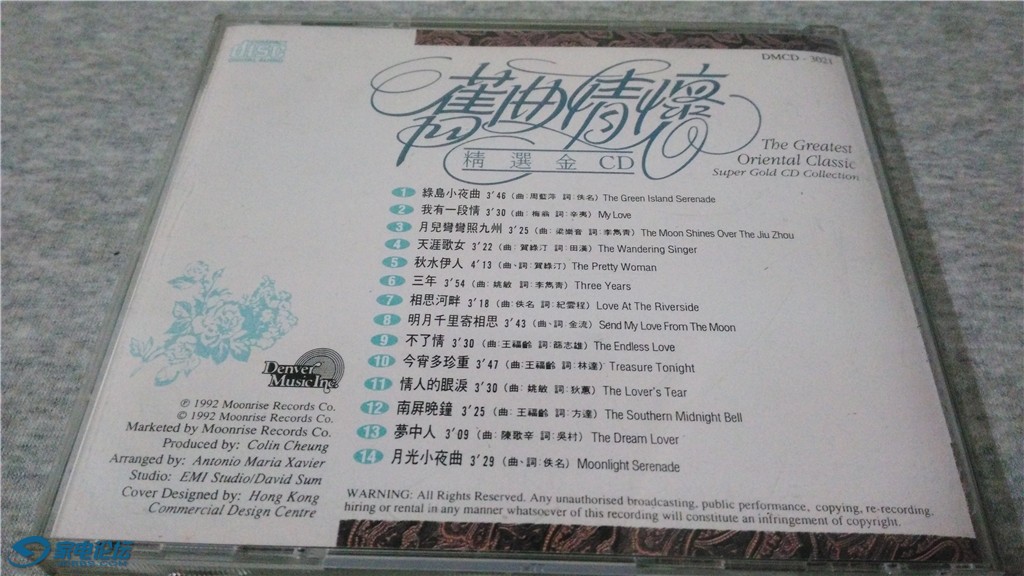 disc
DMCD - 3021
舊曲情懷
精選金CD
The Greatest
Oriental Classic
Super Gold CD Collection
1 綠島小夜曲 3'46 (曲:周藍萍 詞:佚名) The Green Island Serenade
2 我有一段情 3'30 (曲:梅翁 詞:辛夷) My Love
3 月兒彎彎照九州 3'25 (曲:梁樂音 詞:李雋青) The Moon Shines Over The Jiu Zhou
4 天涯歌女 3'22 (曲:賀綠汀 詞:田漢) The Wandering Singer
5 秋水伊人 4'13 (曲、詞:賀綠汀) The Pretty Woman
6 三年 3'54 (曲:姚敏 詞:李雋青) Three Years
7 相思河畔 3'18 (曲:佚名 詞:紀雲程) Love At The Riverside
8 明月千里寄相思 3'43 (曲、詞:金流) Send My Love From The Moon
9 不了情 3'30 (曲:王福齡 詞:陶志雄) The Endless Love
10 今宵多珍重 3'47 (曲:王福齡 詞:林達) Treasure Tonight
11 情人的眼淚 3'30 (曲:姚敏 詞:狄薏) The Lover's Tear
12 南屏晚鐘 3'25 (曲:王福齡 詞:方達) The Southern Midnight Bell
13 夢中人 3'09 (曲:陳歌辛 詞:吳村) The Dream Lover
14 月光小夜曲 3'29 (曲、詞:佚名) Moonlight Serenade
Denver
Music Inc.
℗ 1992 Moonrise Records Co.
© 1992 Moonrise Records Co.
Marketed by Moonrise Records Co.
Produced by: Colin Cheung
Arranged by: Antonio Maria Xavier
Studio: EMI Studio/David Sum
Cover Designed by: Hong Kong
Commercial Design Centre
WARNING: All Rights Reserved. Any unauthorised broadcasting, public performance, copying, re-recording,
hiring or rental in any manner whatsoever of this recording will constitute an infringement of copyright.
家电论坛